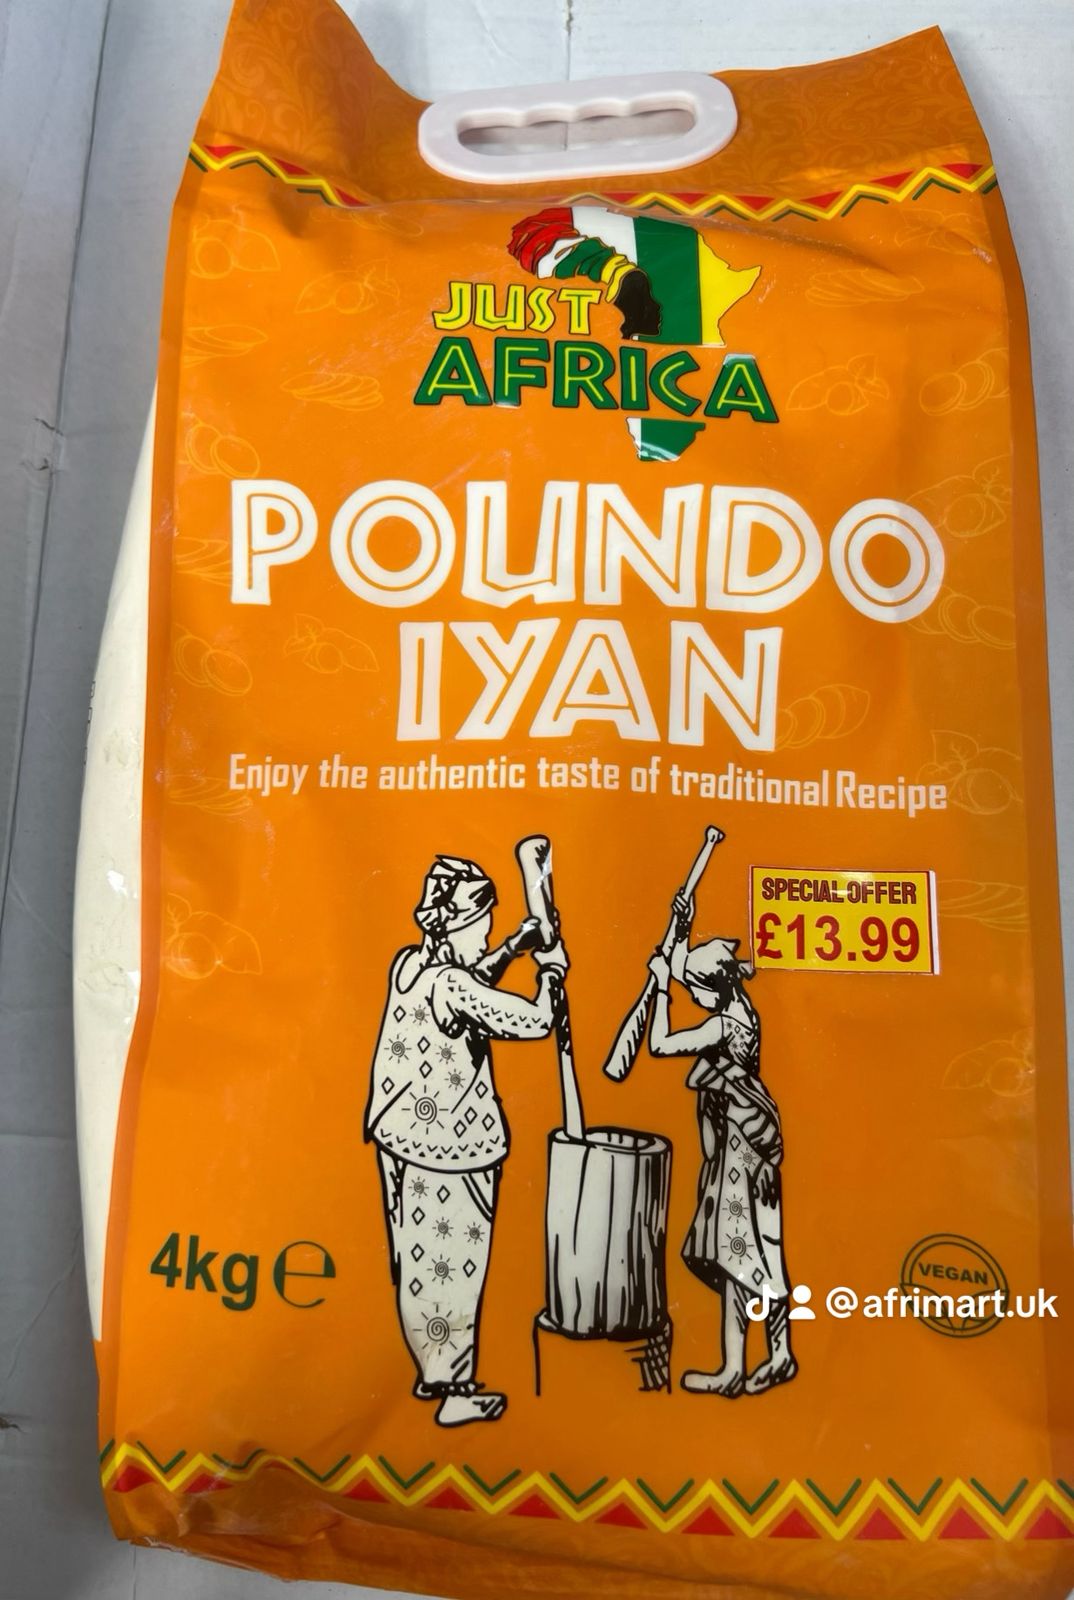 JUST
AFRICA
POUNDO
IYAN
Enjoy the authentic taste of traditional Recipe
SPECIAL OFFER
£13.99
4kg ℮
VEGAN
@afrimart.uk